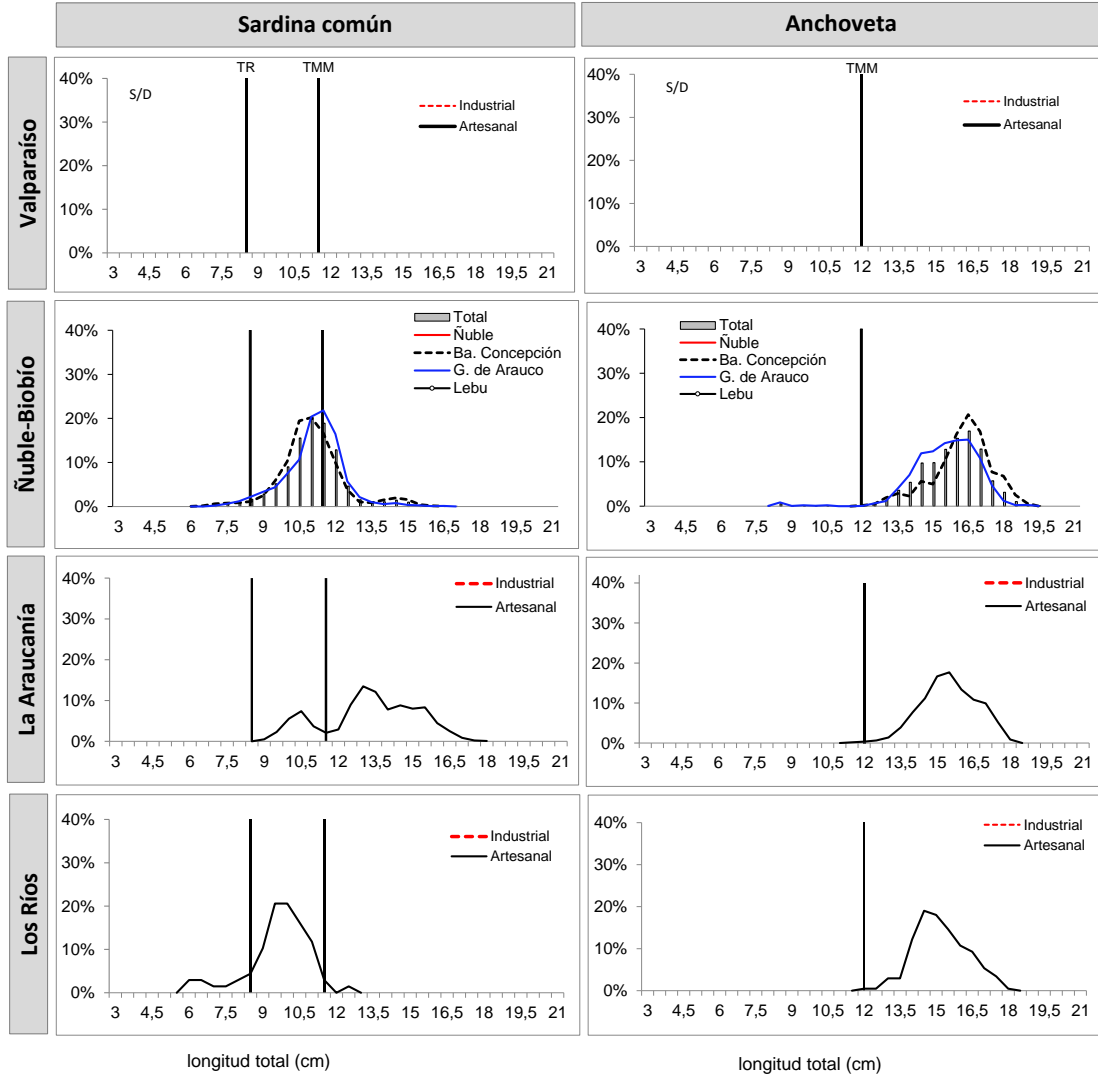 Sardina común
Anchoveta
Valparaíso
TR TMM
S/D
Industrial
Artesanal
40%
30%
20%
10%
0%
3 4,5 6 7,5 9 10,5 12 13,5 15 16,5 18 19,5 21
TMM
S/D
Industrial
Artesanal
40%
30%
20%
10%
0%
3 4,5 6 7,5 9 10,5 12 13,5 15 16,5 18 19,5 21
Ñuble-Biobío
Total
Ñuble
Ba. Concepción
G. de Arauco
Lebu
40%
30%
20%
10%
0%
3 4,5 6 7,5 9 10,5 12 13,5 15 16,5 18 19,5 21
Total
Ñuble
Ba. Concepción
G. de Arauco
Lebu
40%
30%
20%
10%
0%
3 4,5 6 7,5 9 10,5 12 13,5 15 16,5 18 19,5 21
La Araucanía
Industrial
Artesanal
40%
30%
20%
10%
0%
3 4,5 6 7,5 9 10,5 12 13,5 15 16,5 18 19,5 21
Industrial
Artesanal
40%
30%
20%
10%
0%
3 4,5 6 7,5 9 10,5 12 13,5 15 16,5 18 19,5 21
Los Ríos
Industrial
Artesanal
40%
30%
20%
10%
0%
3 4,5 6 7,5 9 10,5 12 13,5 15 16,5 18 19,5 21
Industrial
Artesanal
40%
30%
20%
10%
0%
3 4,5 6 7,5 9 10,5 12 13,5 15 16,5 18 19,5 21
longitud total (cm)
longitud total (cm)